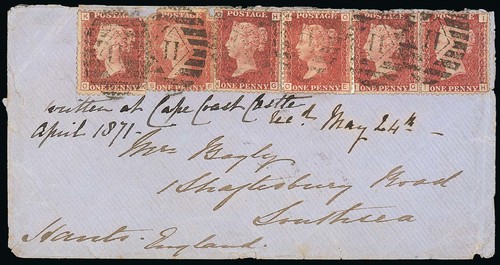 POSTAGE POSTAGE POSTAGE POSTAGE POSTAGE POSTAGE
ONE PENNY ONE PENNY ONE PENNY ONE PENNY ONE PENNY ONE PENNY
written at Cape Coast Castle
April 1871 - Rec'd May 24th -
Mrs Bagly
1 Shaftesbury Road
Southsea
Hants. England.